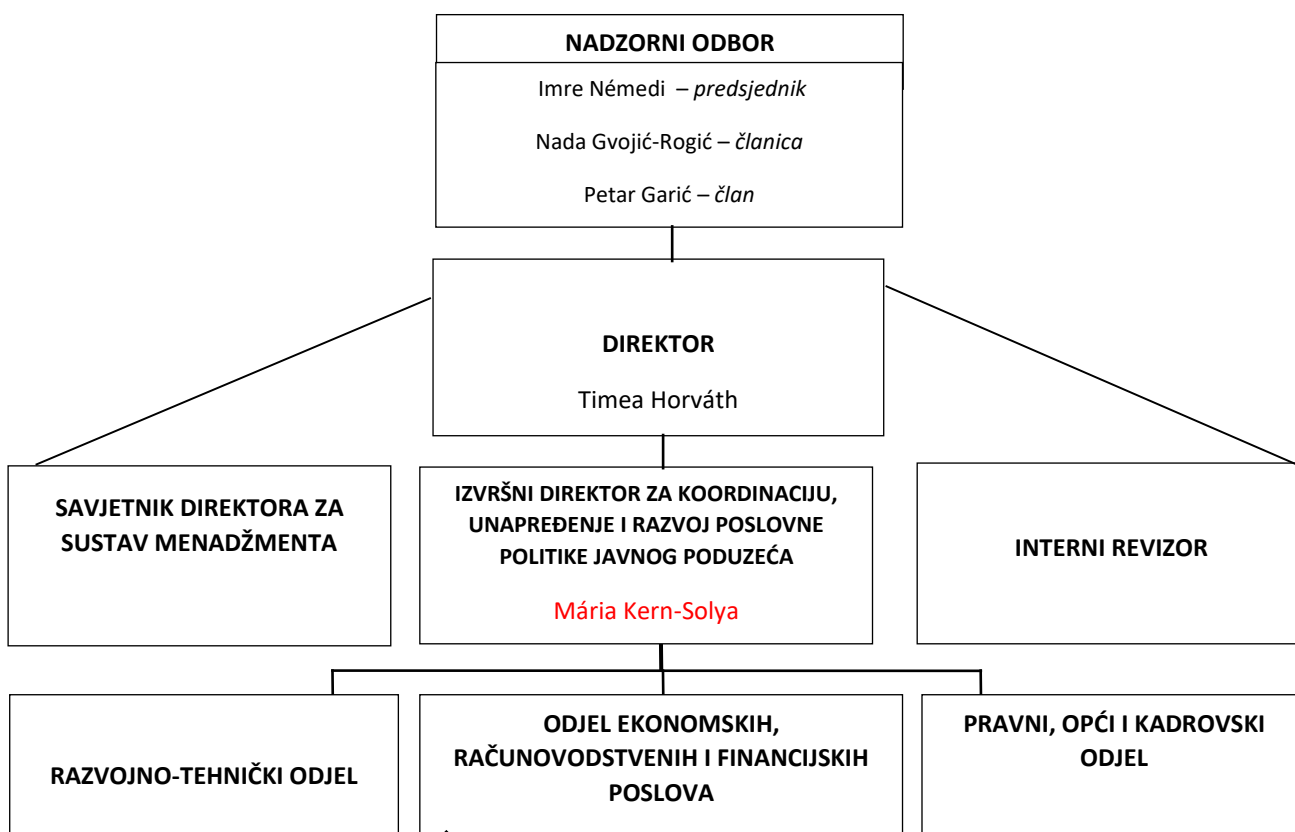 NADZORNI ODBOR
Imre Némedi – predsjednik
Nada Gvojić-Rogić – članica
Petar Garić – član
DIREKTOR
Timea Horváth
SAVJETNIK DIREKTORA ZA
SUSTAV MENADŽMENTA
IZVRŠNI DIREKTOR ZA KOORDINACIJU,
UNAPREĐENJE I RAZVOJ POSLOVNE
POLITIKE JAVNOG PODUZEĆA
Mária Kern-Solya
INTERNI REVIZOR
RAZVOJNO-TEHNIČKI ODJEL
ODJEL EKONOMSKIH,
RAČUNOVODSTVENIH I FINANCIJSKIH
POSLOVA
PRAVNI, OPĆI I KADROVSKI
ODJEL